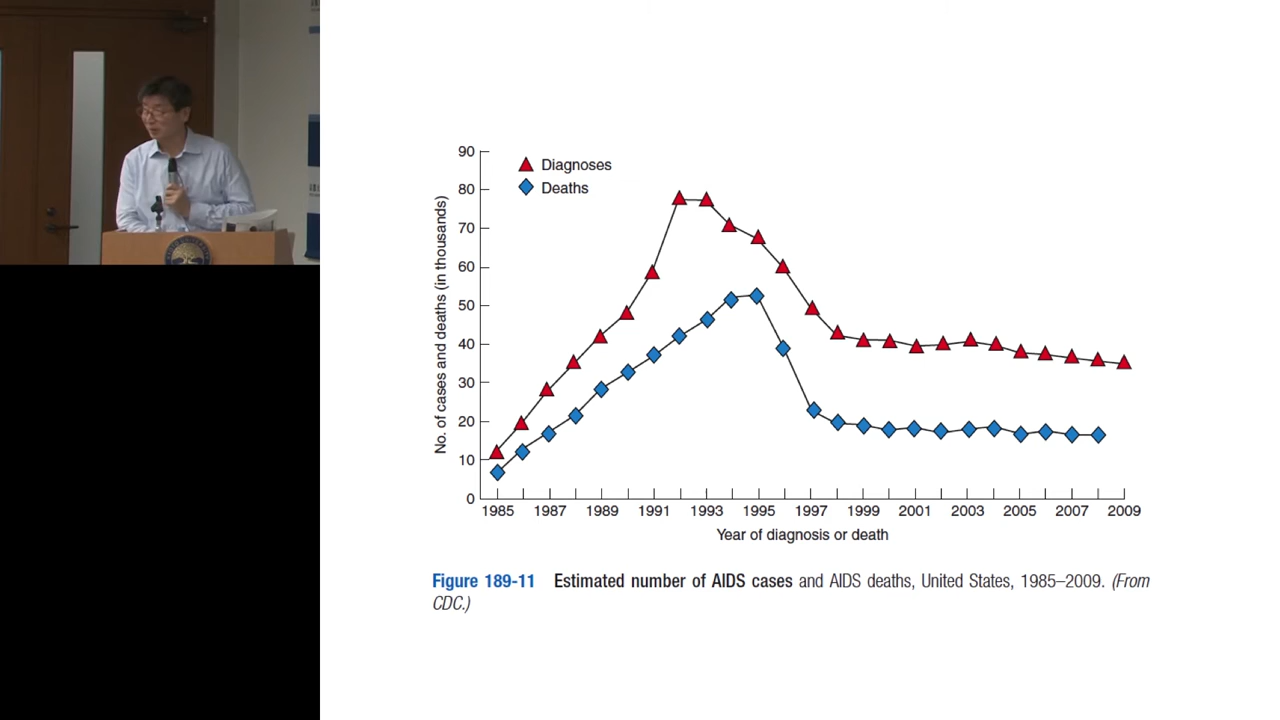 90
80
70
60
50
40
30
20
10
0
No. of cases and deaths (in thousands)
Diagnoses
Deaths
1985 1987 1989 1991 1993 1995 1997 1999 2001 2003 2005 2007 2009
Year of diagnosis or death
Figure 189-11 Estimated number of AIDS cases and AIDS deaths, United States, 1985–2009. (From
CDC.)